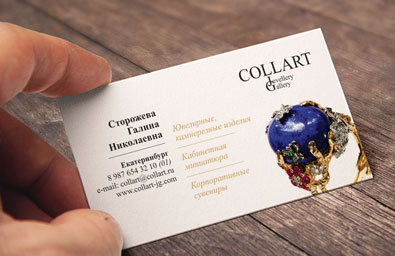 COLLART
Jewellery
Gallery
Сторожева
Галина
Николаевна
Екатеринбург
8 987 654 32 10 (01)
e-mail: collart@collart.ru
www.collart-jg.com
Ювелирные,
камнерезные изделия
Кабинетная
миниатюра
Корпоративные
сувениры